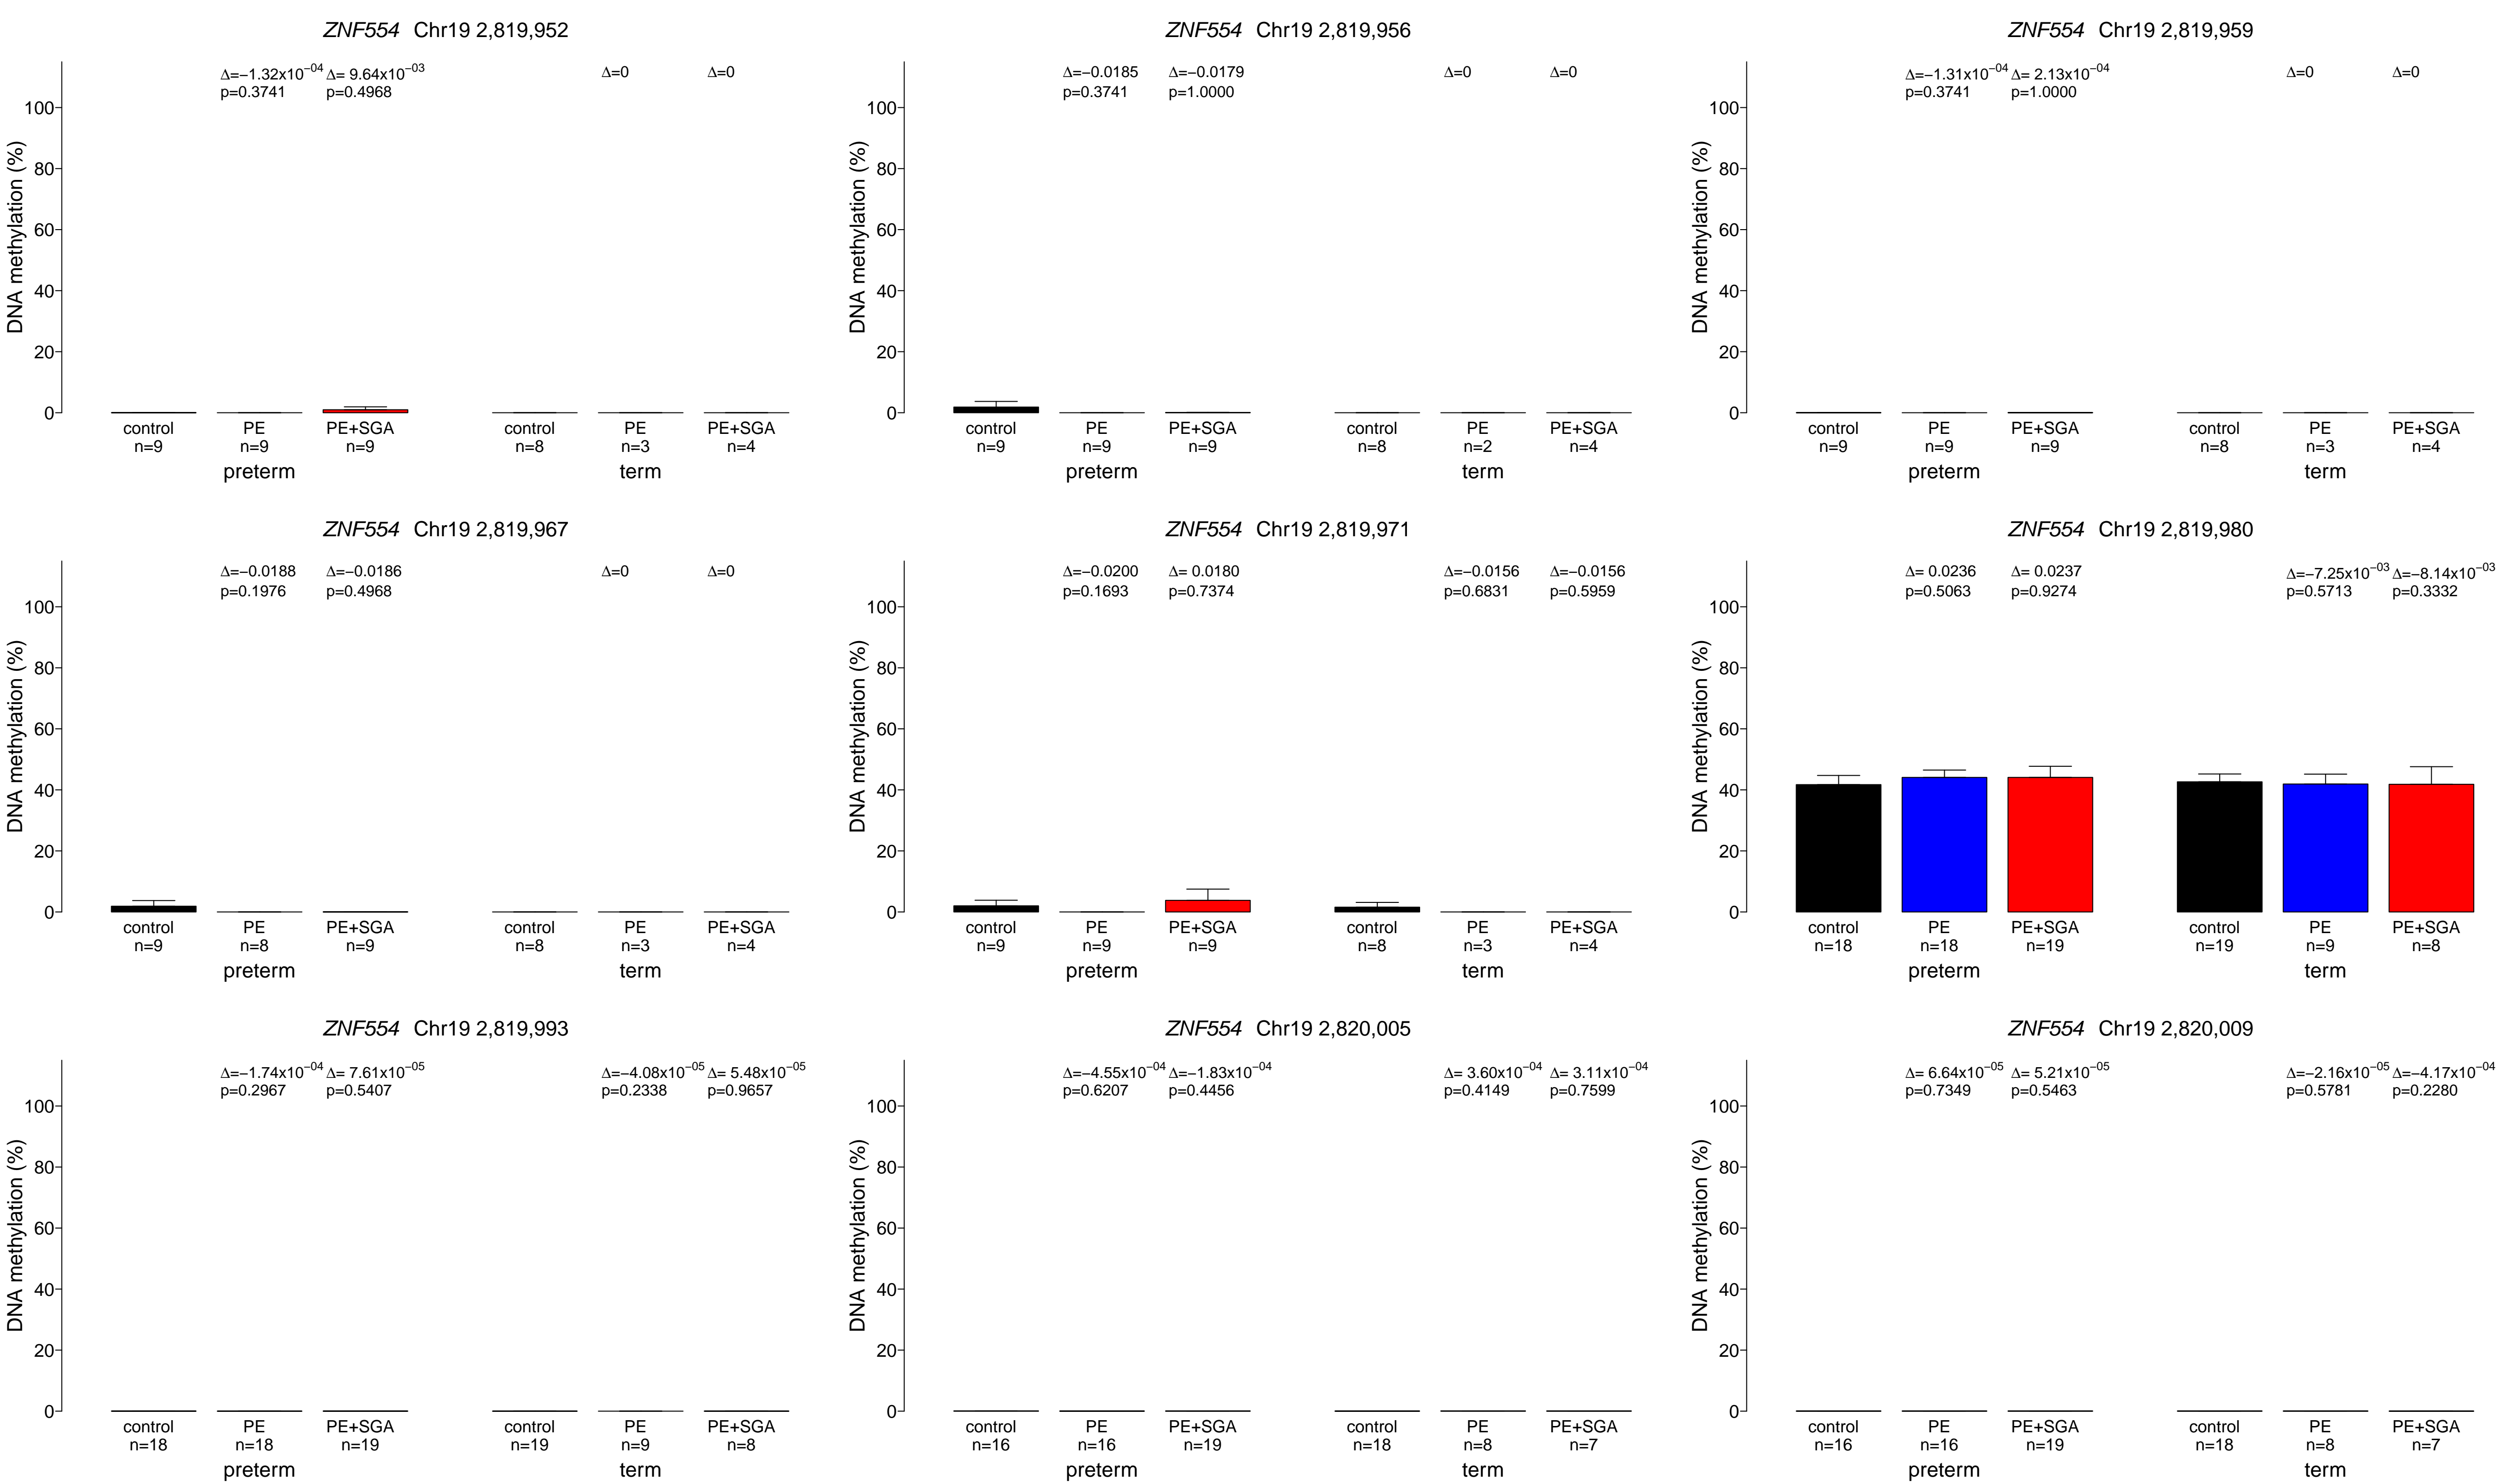 ZNF554 Chr19 2,819,952
Δ=−1.32x10−04 Δ= 9.64x10−03 Δ=0 Δ=0
p=0.3741 p=0.4968
DNA methylation (%)
100
80
60
40
20
0
control PE PE+SGA control PE PE+SGA
n=9 n=9 n=9 n=8 n=3 n=4
preterm term
ZNF554 Chr19 2,819,956
Δ=−0.0185 Δ=−0.0179 Δ=0 Δ=0
p=0.3741 p=1.0000
DNA methylation (%)
100
80
60
40
20
0
control PE PE+SGA control PE PE+SGA
n=9 n=9 n=9 n=8 n=2 n=4
preterm term
ZNF554 Chr19 2,819,959
Δ=−1.31x10−04 Δ= 2.13x10−04 Δ=0 Δ=0
p=0.3741 p=1.0000
DNA methylation (%)
100
80
60
40
20
0
control PE PE+SGA control PE PE+SGA
n=9 n=9 n=9 n=8 n=3 n=4
preterm term
ZNF554 Chr19 2,819,967
Δ=−0.0188 Δ=−0.0186 Δ=0 Δ=0
p=0.1976 p=0.4968
DNA methylation (%)
100
80
60
40
20
0
control PE PE+SGA control PE PE+SGA
n=9 n=8 n=9 n=8 n=3 n=4
preterm term
ZNF554 Chr19 2,819,971
Δ=−0.0200 Δ= 0.0180 Δ=−0.0156 Δ=−0.0156
p=0.1693 p=0.7374 p=0.6831 p=0.5959
DNA methylation (%)
100
80
60
40
20
0
control PE PE+SGA control PE PE+SGA
n=9 n=9 n=9 n=8 n=3 n=4
preterm term
ZNF554 Chr19 2,819,980
Δ= 0.0236 Δ= 0.0237 Δ=−7.25x10−03 Δ=−8.14x10−03
p=0.5063 p=0.9274 p=0.5713 p=0.3332
DNA methylation (%)
100
80
60
40
20
0
control PE PE+SGA control PE PE+SGA
n=18 n=18 n=19 n=19 n=9 n=8
preterm term
ZNF554 Chr19 2,819,993
Δ=−1.74x10−04 Δ= 7.61x10−05 Δ=−4.08x10−05 Δ= 5.48x10−05
p=0.2967 p=0.5407 p=0.2338 p=0.9657
DNA methylation (%)
100
80
60
40
20
0
control PE PE+SGA control PE PE+SGA
n=18 n=18 n=19 n=19 n=9 n=8
preterm term
ZNF554 Chr19 2,820,005
Δ=−4.55x10−04 Δ=−1.83x10−04 Δ= 3.60x10−04 Δ= 3.11x10−04
p=0.6207 p=0.4456 p=0.4149 p=0.7599
DNA methylation (%)
100
80
60
40
20
0
control PE PE+SGA control PE PE+SGA
n=16 n=16 n=19 n=18 n=8 n=7
preterm term
ZNF554 Chr19 2,820,009
Δ= 6.64x10−05 Δ= 5.21x10−05 Δ=−2.16x10−05 Δ=−4.17x10−04
p=0.7349 p=0.5463 p=0.5781 p=0.2280
DNA methylation (%)
100
80
60
40
20
0
control PE PE+SGA control PE PE+SGA
n=16 n=16 n=19 n=18 n=8 n=7
preterm term